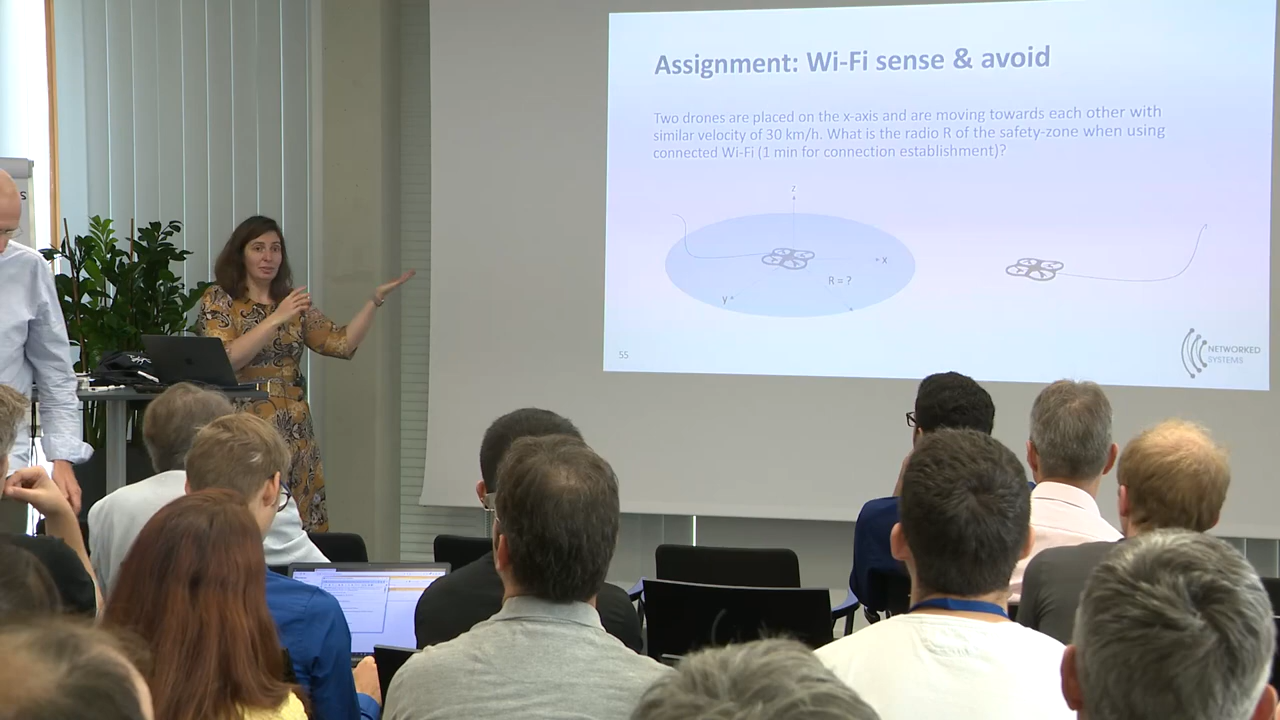 Assignment: Wi-Fi sense & avoid
Two drones are placed on the x-axis and are moving towards each other with
similar velocity of 30 km/h. What is the radio R of the safety-zone when using
connected Wi-Fi (1 min for connection establishment)?
z
x
R = ?
y
55
NETWORKED
SYSTEMS